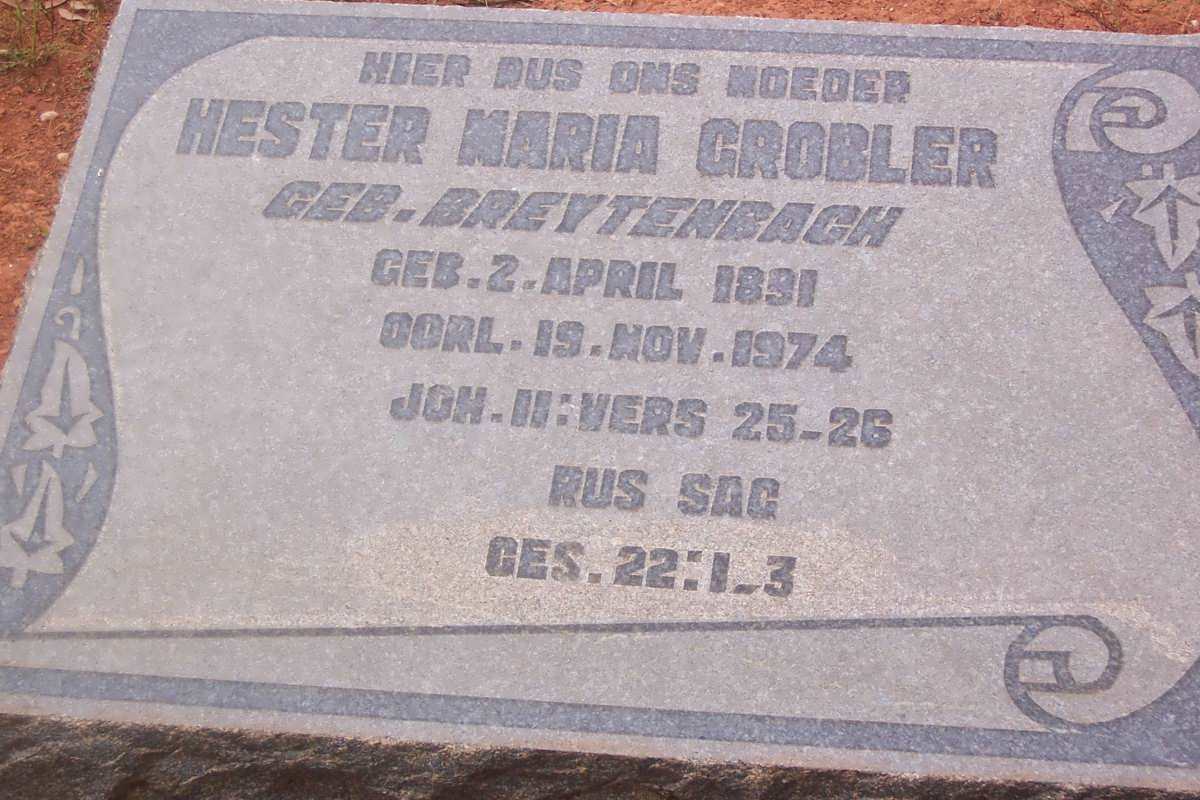 HIER RUS ONS MOEDER
HESTER MARIA GROBLER
GEB. BREYTENBACH
GEB. 2. APRIL 1891
OORL. 19. NOV. 1974
JOH. 11:VERS 25-26
RUS SAG
GES. 22:1-3